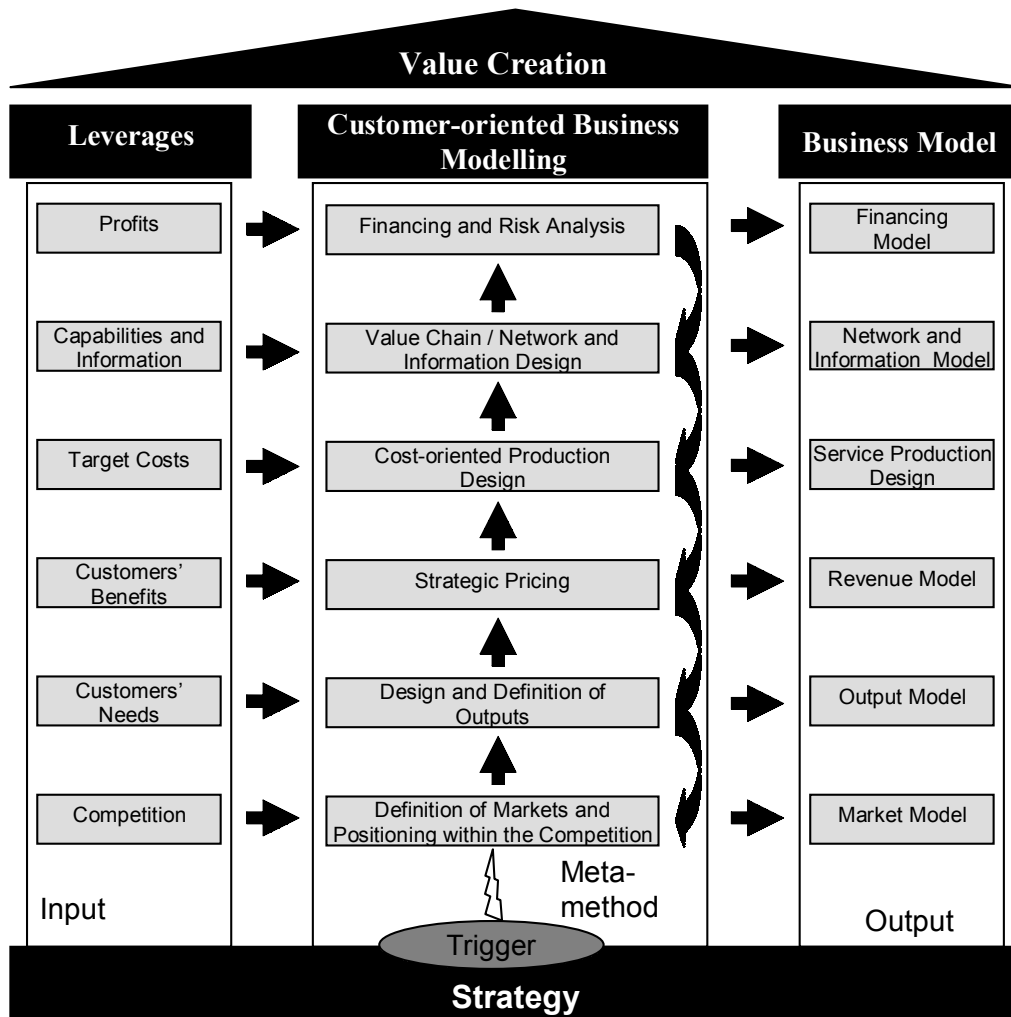 Value Creation
Leverages
Customer-oriented Business
Modelling
Business Model
Profits
Financing and Risk Analysis
Financing
Model
Capabilities and
Information
Value Chain / Network and
Information Design
Network and
Information Model
Target Costs
Cost-oriented Production
Design
Service Production
Design
Customers’
Benefits
Strategic Pricing
Revenue Model
Customers’
Needs
Design and Definition of
Outputs
Output Model
Competition
Definition of Markets and
Positioning within the Competition
Market Model
Input
Meta-
method
Output
Trigger
Strategy